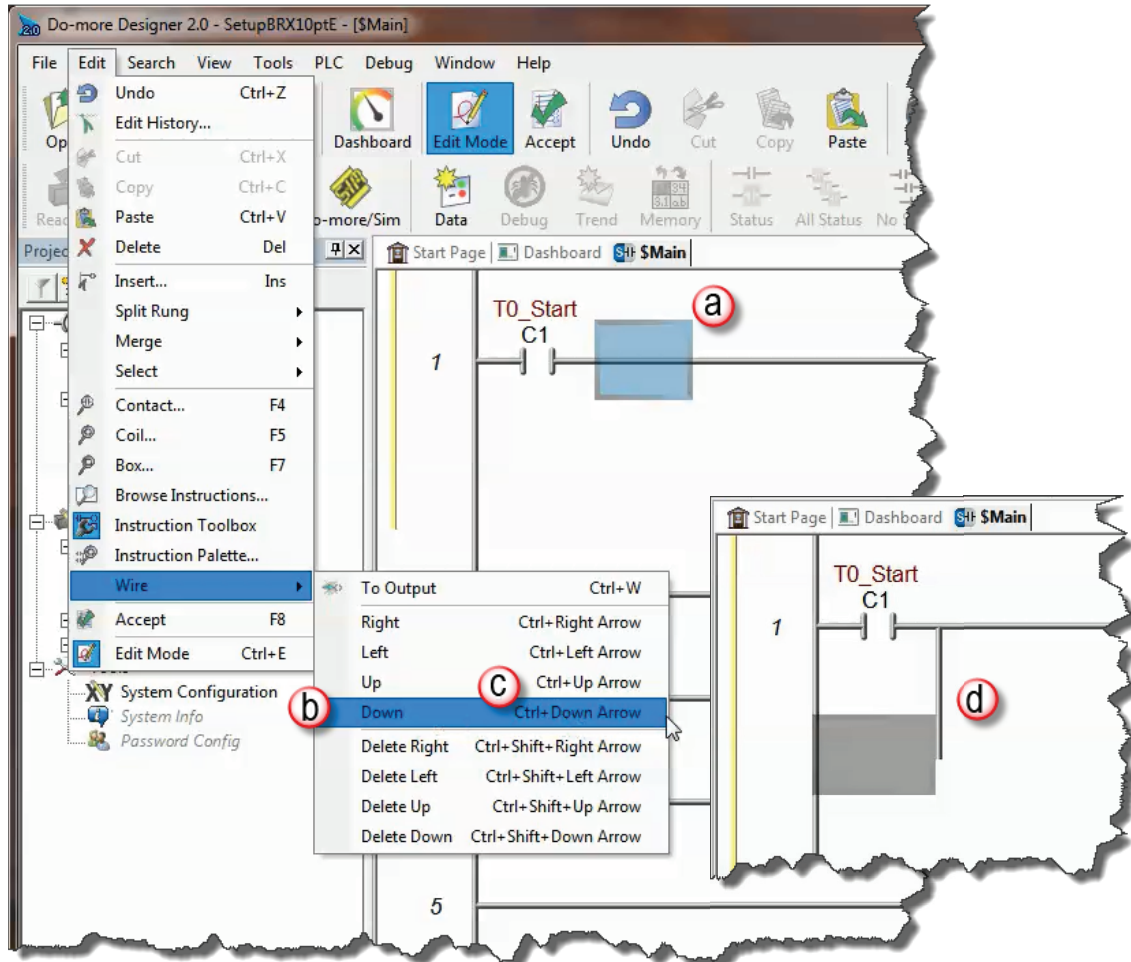 Do-more Designer 2.0 - SetupBRX10ptE - [$Main]
File Edit Search View Tools PLC Debug Window Help
Undo Ctrl+Z
Edit History...
Cut Ctrl+X
Copy Ctrl+C
Paste Ctrl+V
Delete Del
Insert... Ins
Split Rung
Merge
Select
Contact... F4
Coil... F5
Box... F7
Browse Instructions...
Instruction Toolbox
Instruction Palette...
Wire
Accept F8
Edit Mode Ctrl+E
Dashboard Edit Mode Accept Undo Cut Copy Paste
o-more/Sim Data Debug Trend Memory Status All Status No
Projec
Start Page Dashboard $Main
T0_Start
C1
a
1
To Output Ctrl+W
Right Ctrl+Right Arrow
Left Ctrl+Left Arrow
Up Ctrl+Up Arrow
c
b
Down Ctrl+Down Arrow
Delete Right Ctrl+Shift+Right Arrow
Delete Left Ctrl+Shift+Left Arrow
Delete Up Ctrl+Shift+Up Arrow
Delete Down Ctrl+Shift+Down Arrow
System Configuration
System Info
Password Config
5
Start Page Dashboard $Main
T0_Start
C1
1
d